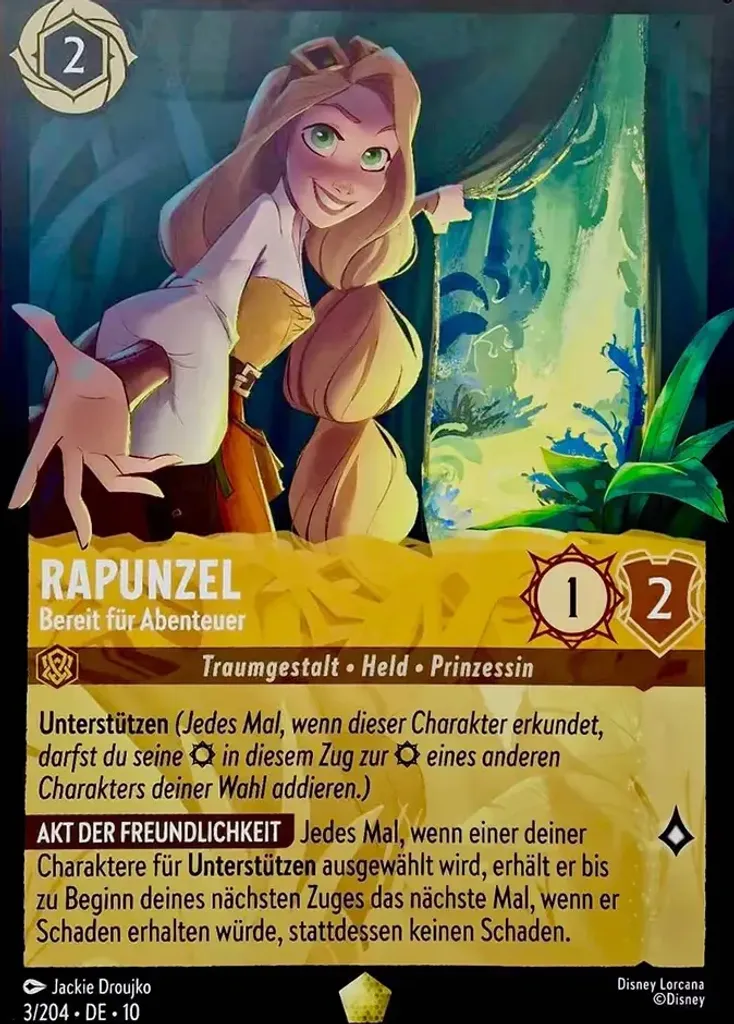 2
RAPUNZEL
Bereit für Abenteuer
1
2
Traumgestalt • Held • Prinzessin
Unterstützen (Jedes Mal, wenn dieser Charakter erkundet,
darfst du seine in diesem Zug zur eines anderen
Charakters deiner Wahl addieren.)
AKT DER FREUNDLICHKEIT Jedes Mal, wenn einer deiner
Charaktere für Unterstützen ausgewählt wird, erhält er bis
zu Beginn deines nächsten Zuges das nächste Mal, wenn er
Schaden erhalten würde, stattdessen keinen Schaden.
Jackie Droujko
Disney Lorcana
3/204 • DE • 10
©Disney